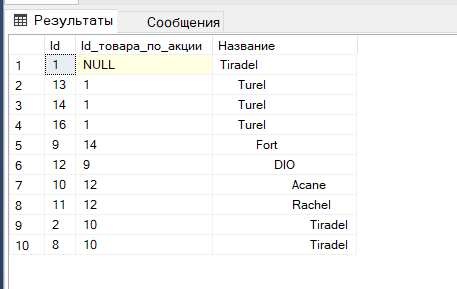 Результаты Сообщения
Id Id_товара_по_акции Название
1 1 NULL Tiradel
2 13 1 Turel
3 14 1 Turel
4 16 1 Turel
5 9 14 Fort
6 12 9 DIO
7 10 12 Acane
8 11 12 Rachel
9 2 10 Tiradel
10 8 10 Tiradel